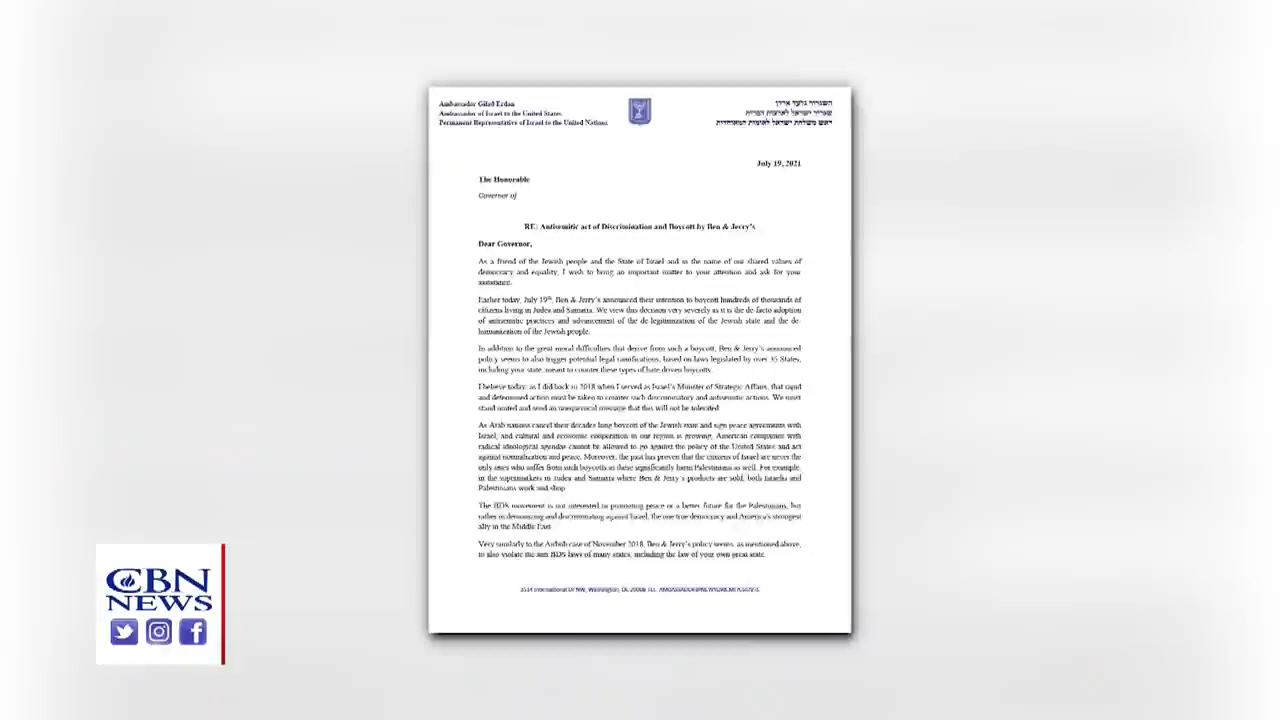 Ambassador Gilad Erdan
Ambassador of Israel to the United States
Permanent Representative of Israel to the United Nations
השגריר גלעד ארדן
שגריר ישראל לארצות הברית
ראש משלחת ישראל לאומות המאוחדות
July 19, 2021
The Honorable
Governor of
RE: Antisemitic act of Discrimination and Boycott by Ben & Jerry's
Dear Governor,
As a friend of the Jewish people and the State of Israel and in the name of our shared values of
democracy and equality, I wish to bring an important matter to your attention and ask for your
assistance.
Earlier today, July 19th, Ben & Jerry's announced their intention to boycott hundreds of thousands of
citizens living in Judea and Samaria. We view this decision very severely as it is the de-facto adoption
of antisemitic practices and advancement of the de-legitimization of the Jewish state and the de-
humanization of the Jewish people.
In addition to the great moral difficulties that derive from such a boycott, Ben & Jerry's announced
policy seems to also trigger potential legal ramifications, based on laws legislated by over 35 States,
including your state, meant to counter these types of hate driven boycotts.
I believe today, as I did back in 2018 when I served as Israel's Minister of Strategic Affairs, that rapid
and determined action must be taken to counter such discriminatory and antisemitic actions. We must
stand united and send an unequivocal message that this will not be tolerated.
As Arab nations cancel their decades long boycott of the Jewish state and sign peace agreements with
Israel, and cultural and economic cooperation in our region is growing, American companies with
radical ideological agendas cannot be allowed to go against the policy of the United States and act
against normalization and peace. Moreover, the past has proven that the citizens of Israel are never the
only ones who suffer from such boycotts as these significantly harm Palestinians as well. For example,
in the supermarkets in Judea and Samaria where Ben & Jerry's products are sold, both Israelis and
Palestinians work and shop.
The BDS movement is not interested in promoting peace or a better future for the Palestinians, but
rather in demonizing and discriminating against Israel, the one true democracy and America's strongest
ally in the Middle East.
Very similarly to the Airbnb case of November 2018, Ben & Jerry's policy seems, as mentioned above,
to also violate the anti BDS laws of many states, including the law of your own great state.
3514 International Dr NW, Washington, DC 20008 TEL.
CBN
NEWS